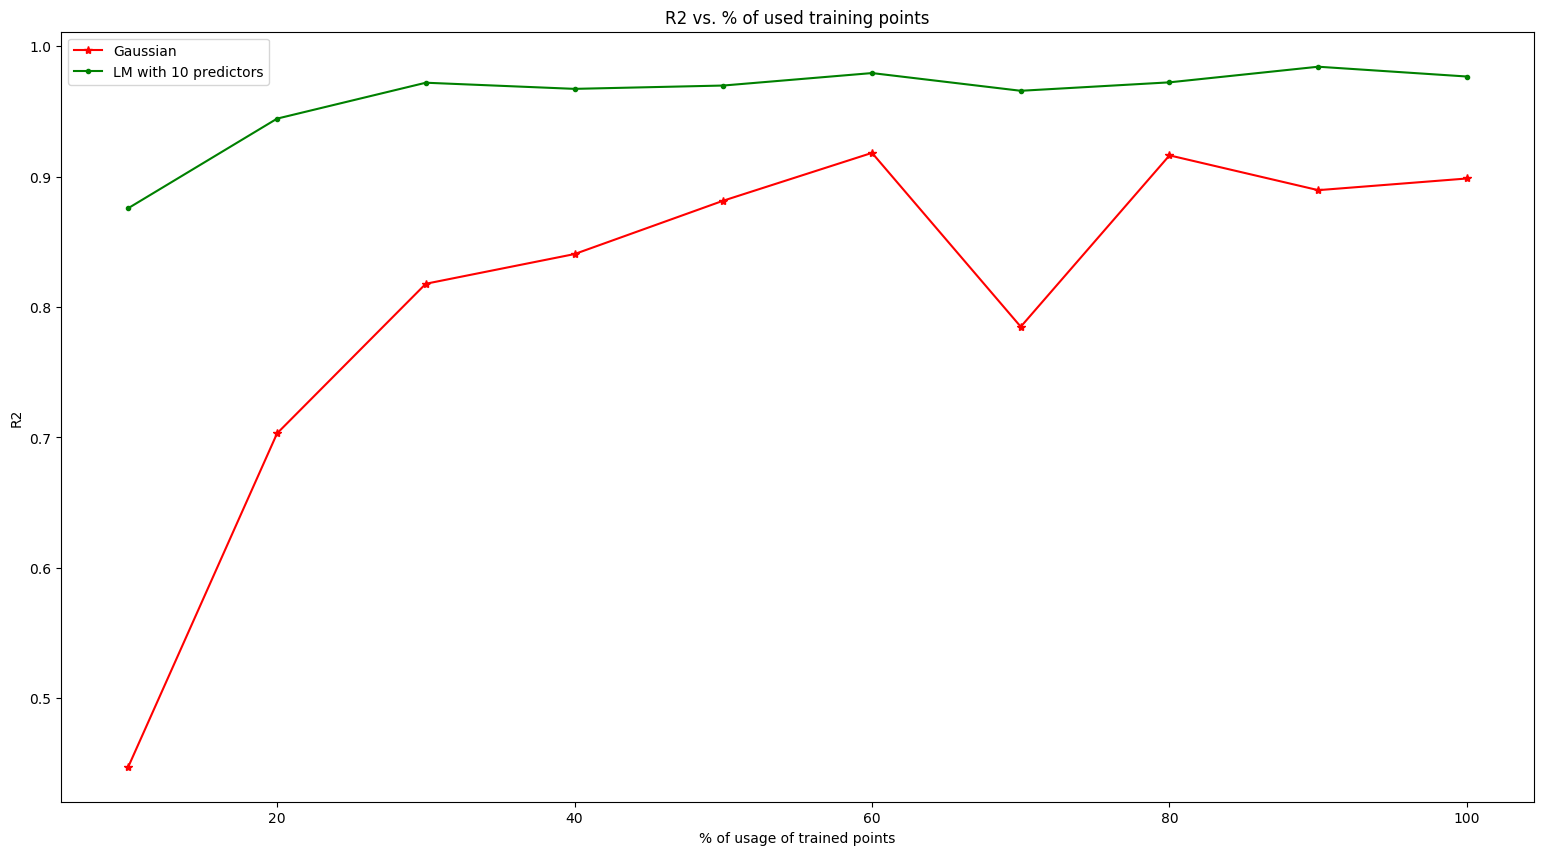 R2 vs. % of used training points
Gaussian
LM with 10 predictors
1.0
0.9
0.8
0.7
0.6
0.5
R2
20 40 60 80 100
% of usage of trained points